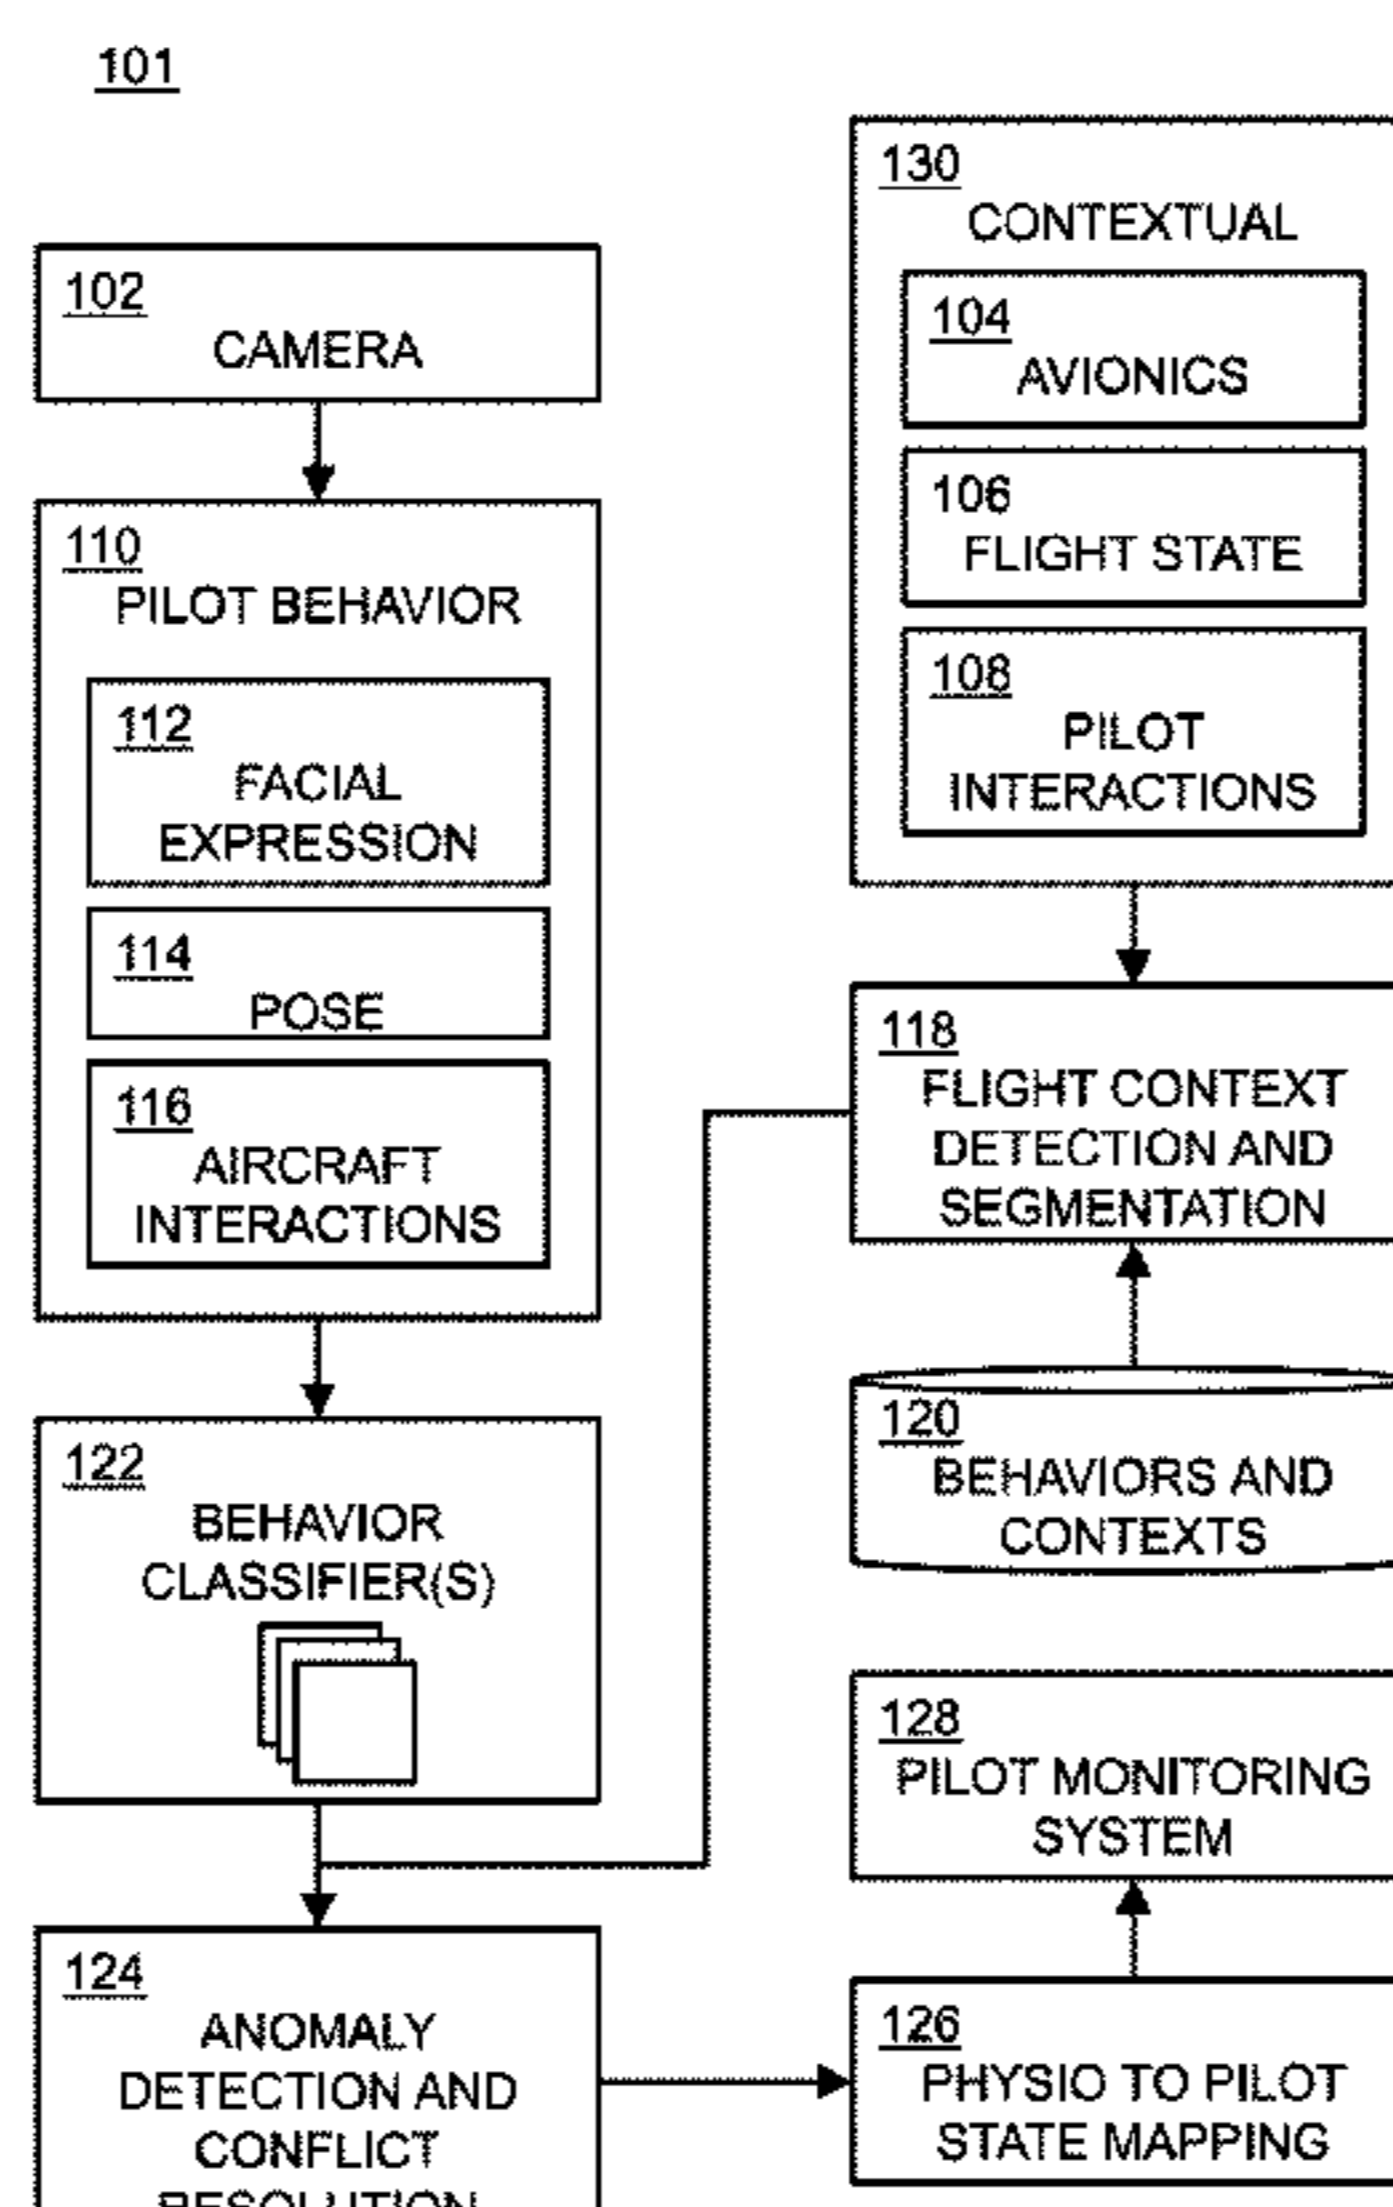 101
102
CAMERA
110
PILOT BEHAVIOR
112
FACIAL
EXPRESSION
114
POSE
116
AIRCRAFT
INTERACTIONS
122
BEHAVIOR
CLASSIFIER(S)
124
ANOMALY
DETECTION AND
CONFLICT
RESOLUTION
130
CONTEXTUAL
104
AVIONICS
106
FLIGHT STATE
108
PILOT
INTERACTIONS
118
FLIGHT CONTEXT
DETECTION AND
SEGMENTATION
120
BEHAVIORS AND
CONTEXTS
128
PILOT MONITORING
SYSTEM
126
PHYSIO TO PILOT
STATE MAPPING